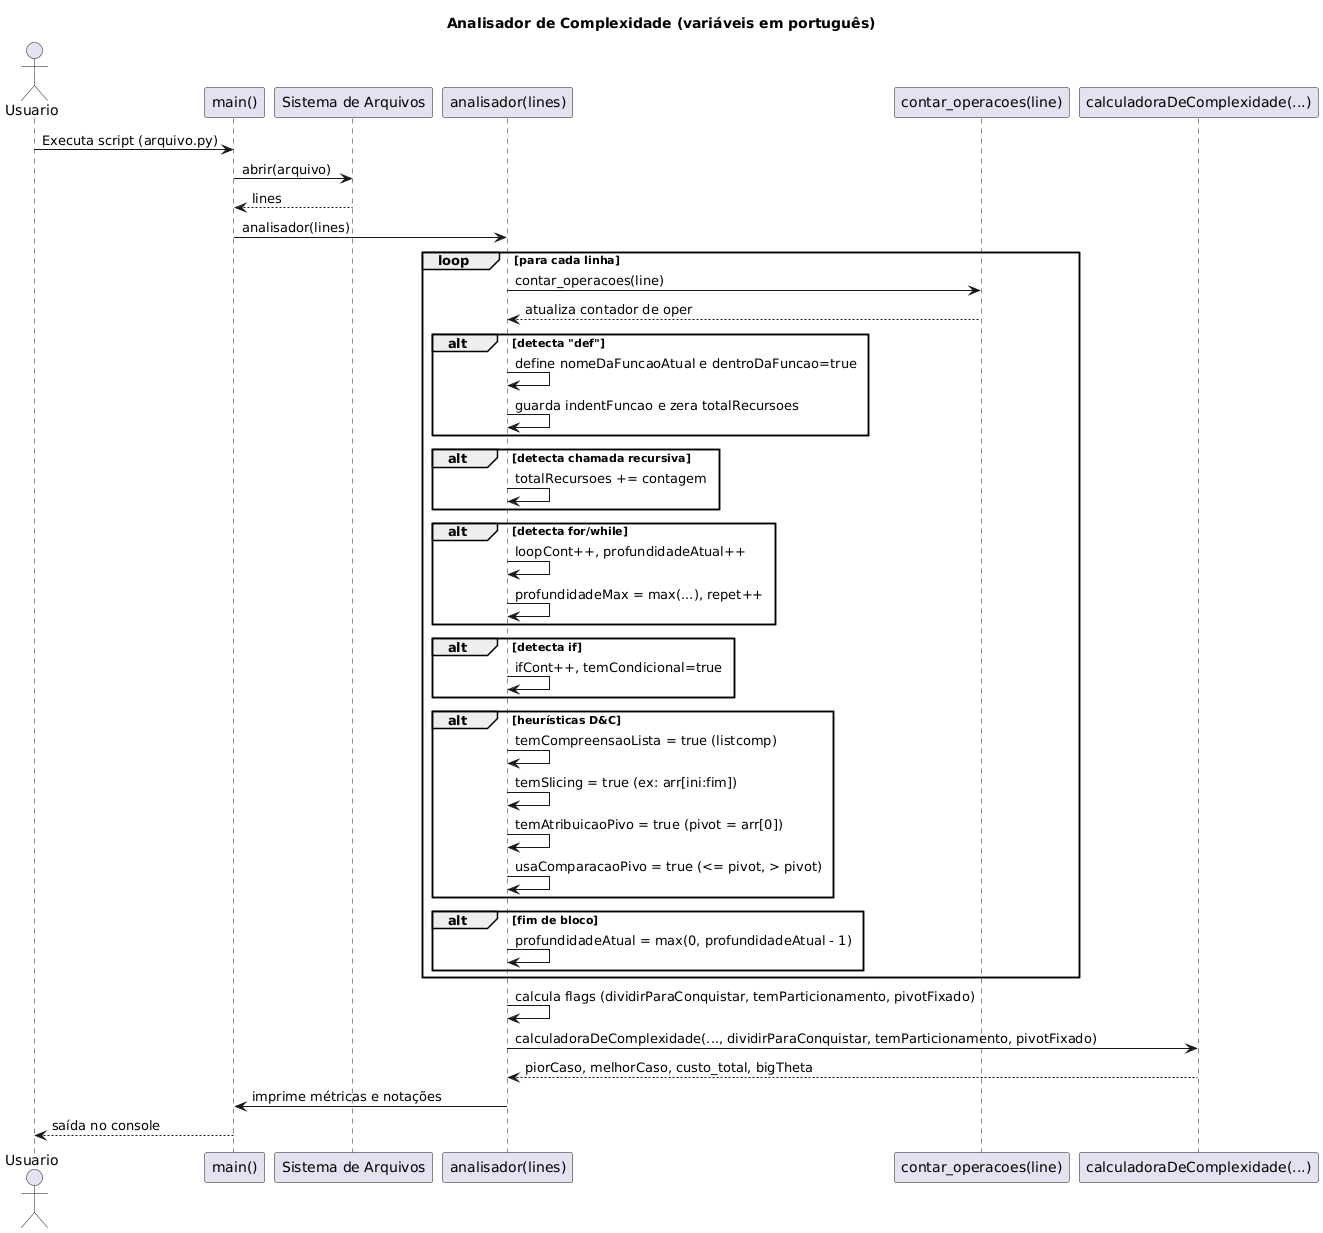 Analisador de Complexidade (variáveis em português)
Usuario
main()
Sistema de Arquivos
analisador(lines)
contar_operacoes(line)
calculadoraDeComplexidade(...)
Executa script (arquivo.py)
abrir(arquivo)
lines
analisador(lines)
loop [para cada linha]
contar_operacoes(line)
atualiza contador de oper
alt [detecta "def"]
define nomeDaFuncaoAtual e dentroDaFuncao=true
guarda indentFuncao e zera totalRecursoes
alt [detecta chamada recursiva]
totalRecursoes += contagem
alt [detecta for/while]
loopCont++, profundidadeAtual++
profundidadeMax = max(...), repet++
alt [detecta if]
ifCont++, temCondicional=true
alt [heurísticas D&C]
temCompreensaoLista = true (listcomp)
temSlicing = true (ex: arr[ini:fim])
temAtribuicaoPivo = true (pivot = arr[0])
usaComparacaoPivo = true (<= pivot, > pivot)
alt [fim de bloco]
profundidadeAtual = max(0, profundidadeAtual - 1)
calcula flags (dividirParaConquistar, temParticionamento, pivotFixado)
calculadoraDeComplexidade(..., dividirParaConquistar, temParticionamento, pivotFixado)
piorCaso, melhorCaso, custo_total, bigTheta
imprime métricas e notações
saída no console
Usuario
main()
Sistema de Arquivos
analisador(lines)
contar_operacoes(line)
calculadoraDeComplexidade(...)